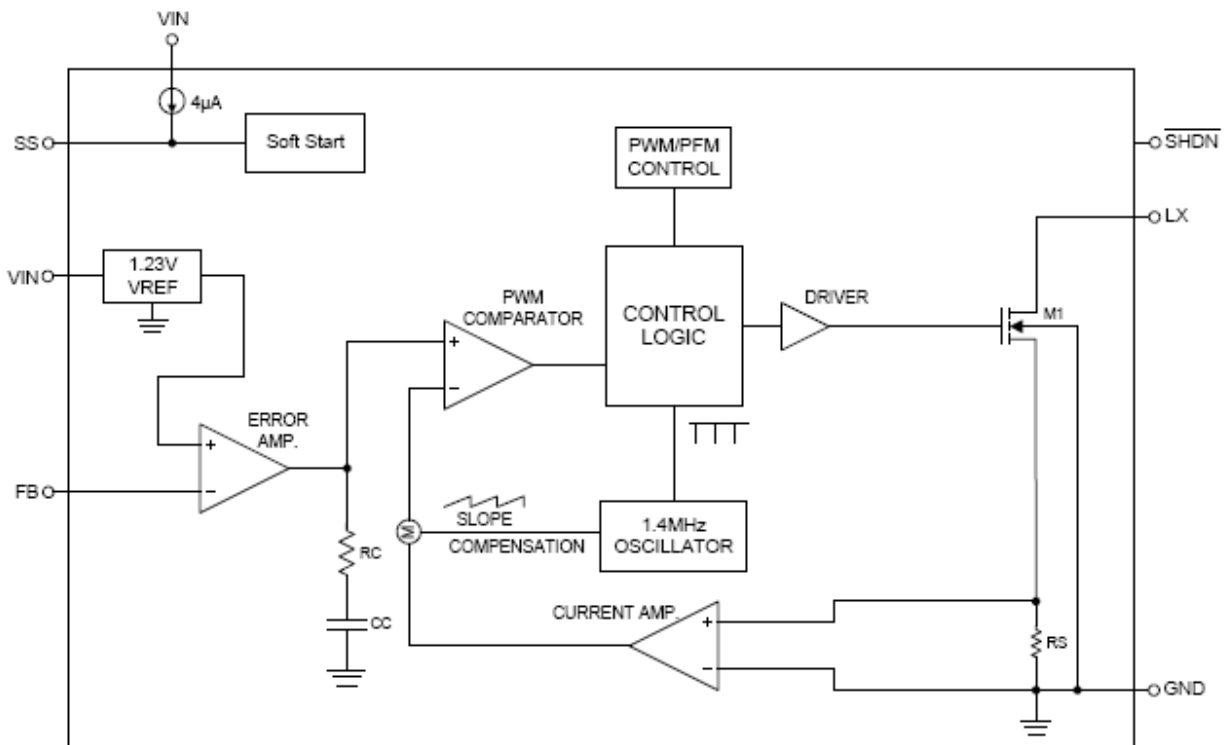 VIN
4µA
SS
Soft Start
PWM/PFM
CONTROL
SHDN
LX
VIN
1.23V
VREF
PWM
COMPARATOR
CONTROL
LOGIC
DRIVER
M1
+
−
ERROR
AMP.
+
−
FB
SLOPE
COMPENSATION
M
1.4MHz
OSCILLATOR
RC
CC
CURRENT AMP.
+
−
RS
GND